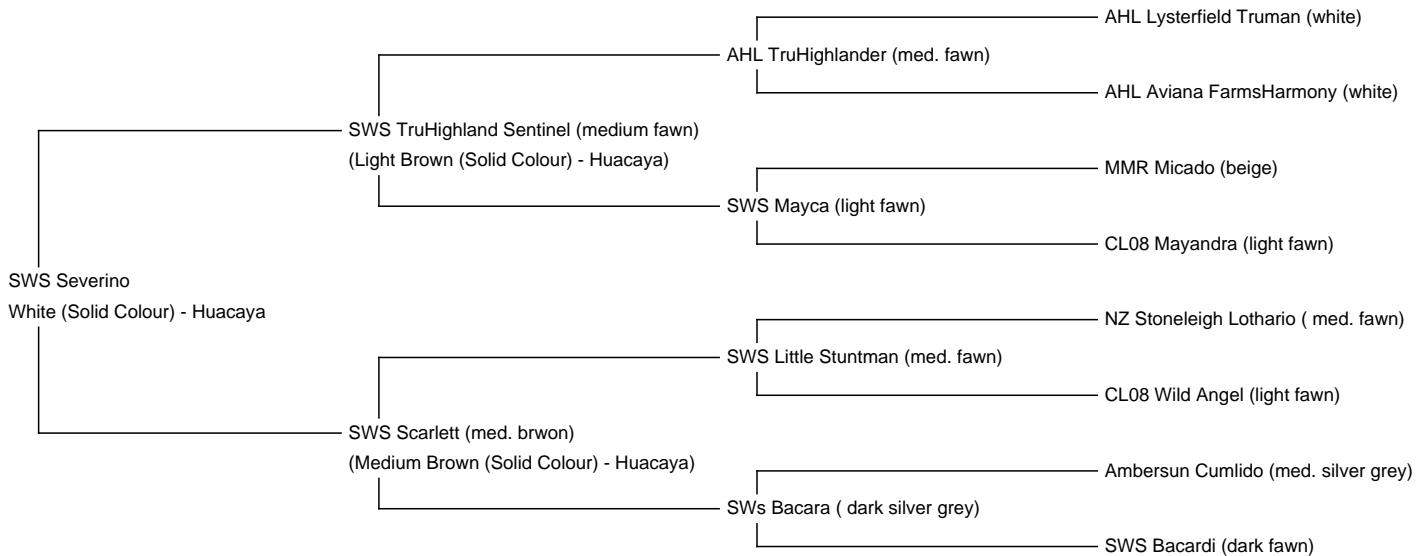 AHL Lysterfield Truman (white)
AHL TruHighlander (med. fawn)
AHL Aviana FarmsHarmony (white)
SWS TruHighland Sentinel (medium fawn)
(Light Brown (Solid Colour) - Huacaya)
MMR Micado (beige)
SWS Mayca (light fawn)
CL08 Mayandra (light fawn)
SWS Severino
White (Solid Colour) - Huacaya
NZ Stoneleigh Lothario ( med. fawn)
SWS Little Stuntman (med. fawn)
CL08 Wild Angel (light fawn)
SWS Scarlett (med. brwon)
(Medium Brown (Solid Colour) - Huacaya)
Ambersun Cumlido (med. silver grey)
SWs Bacara ( dark silver grey)
SWS Bacardi (dark fawn)